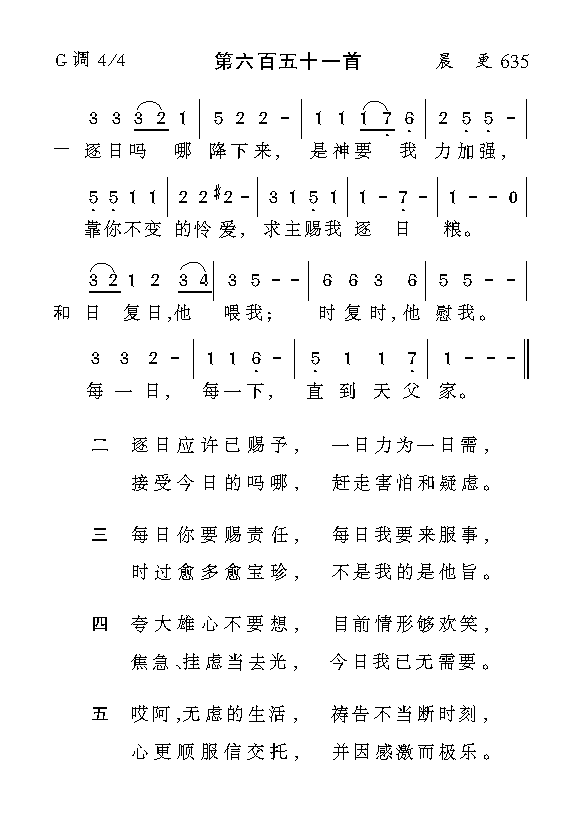 G调 4/4 第六百五十一首 晨 更 635
3 3 3 2 1 | 5 2 2 - | 1 1 1 7 6 | 2 5 5 -
一 逐日吗 哪 降下来, 是神要 我 力加强,
5 5 1 1 | 2 2 #2 - | 3 1 5 1 | 1 - 7 - | 1 - - 0
靠你不变 的怜爱, 求主赐我 逐 日 粮。
3 2 1 2 3 4 | 3 5 - - | 6 6 3 6 | 5 5 - -
和 日 复日,他 喂我; 时复时,他 慰我。
3 3 2 - | 1 1 6 - | 5 1 1 7 | 1 - - - ‖
每一日, 每一下, 直到天父家。
二 逐日应许已赐予, 一日力为一日需,
接受今日的吗哪, 赶走害怕和疑虑。
三 每日你要赐责任, 每日我要来服事,
时过愈多愈宝珍, 不是我的是他旨。
四 夸大雄心不要想, 目前情形够欢笑,
焦急、挂虑当去光, 今日我已无需要。
五 哎阿,无虑的生活, 祷告不当断时刻,
心更顺服信交托, 并因感激而极乐。